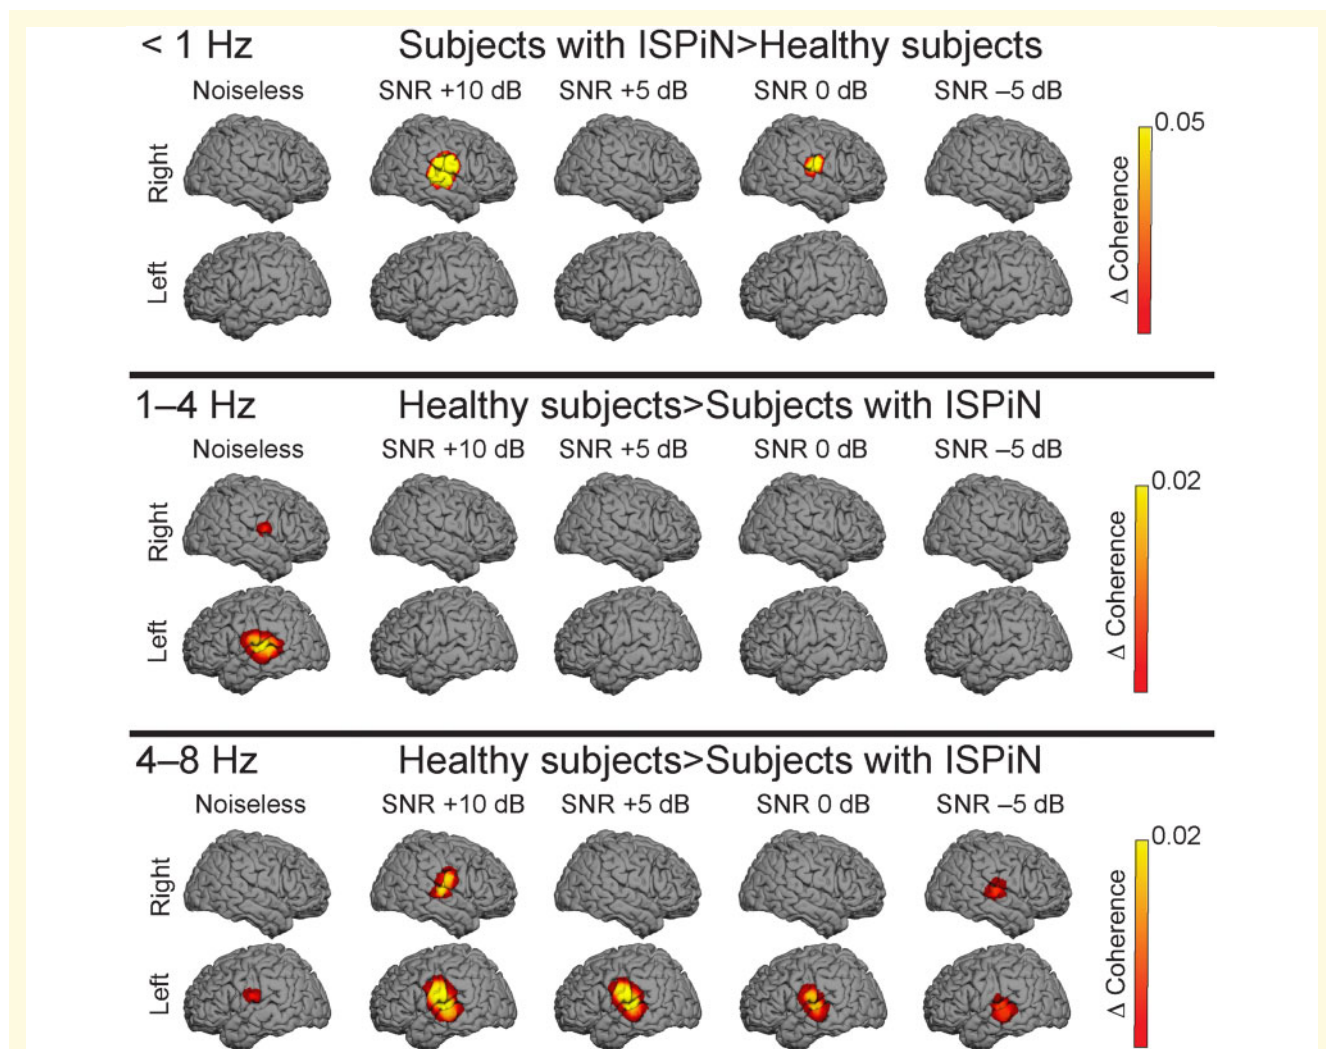 < 1 Hz Subjects with ISPiN>Healthy subjects
Noiseless SNR +10 dB SNR +5 dB SNR 0 dB SNR –5 dB
Right
Left
0.05
Δ Coherence
1–4 Hz Healthy subjects>Subjects with ISPiN
Noiseless SNR +10 dB SNR +5 dB SNR 0 dB SNR –5 dB
Right
Left
0.02
Δ Coherence
4–8 Hz Healthy subjects>Subjects with ISPiN
Noiseless SNR +10 dB SNR +5 dB SNR 0 dB SNR –5 dB
Right
Left
0.02
Δ Coherence